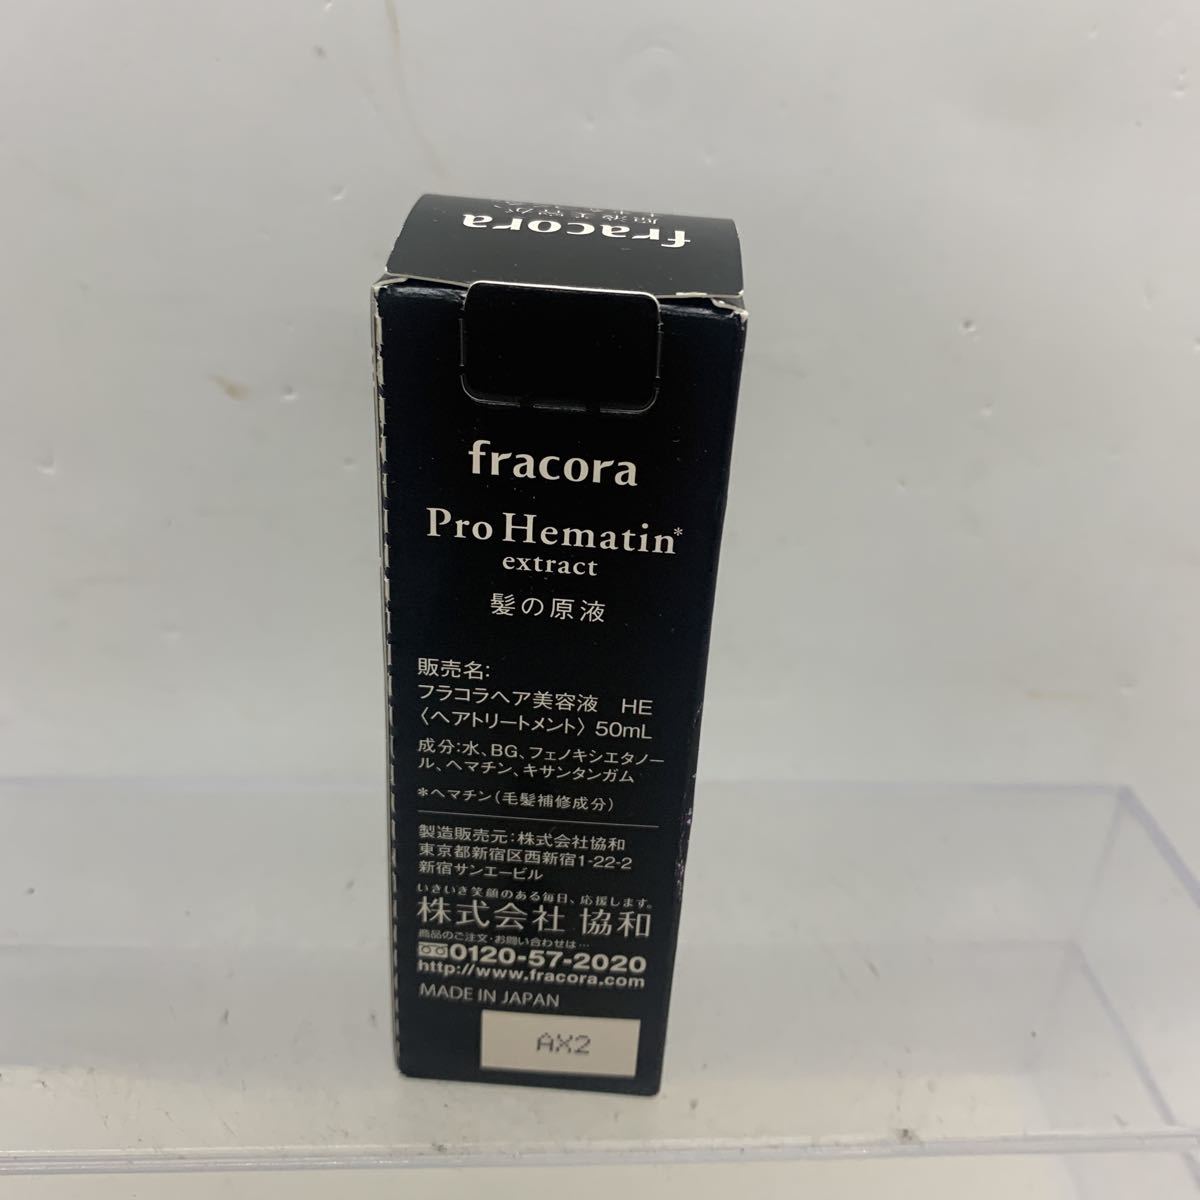 fracora
fracora
Pro Hematin*
extract
髪の原液
販売名:
フラコラヘア美容液 HE
〈ヘアトリートメント〉 50mL
成分:水、BG、フェノキシエタノー
ル、ヘマチン、キサンタンガム
*ヘマチン(毛髪補修成分)
製造販売元:株式会社協和
東京都新宿区西新宿1-22-2
新宿サンエービル
いきいき笑顔のある毎日、応援します。
株式会社 協和
商品のご注文・お問い合わせは…
0120-57-2020
http://www.fracora.com
MADE IN JAPAN
AX2